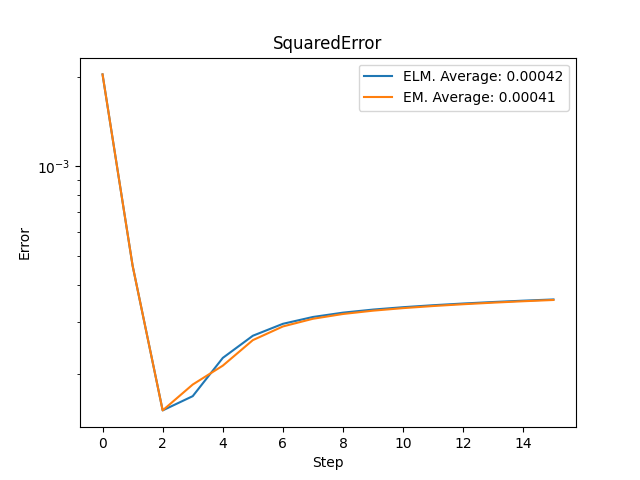 SquaredError
ELM. Average: 0.00042
EM. Average: 0.00041
10⁻³
Error
0 2 4 6 8 10 12 14
Step